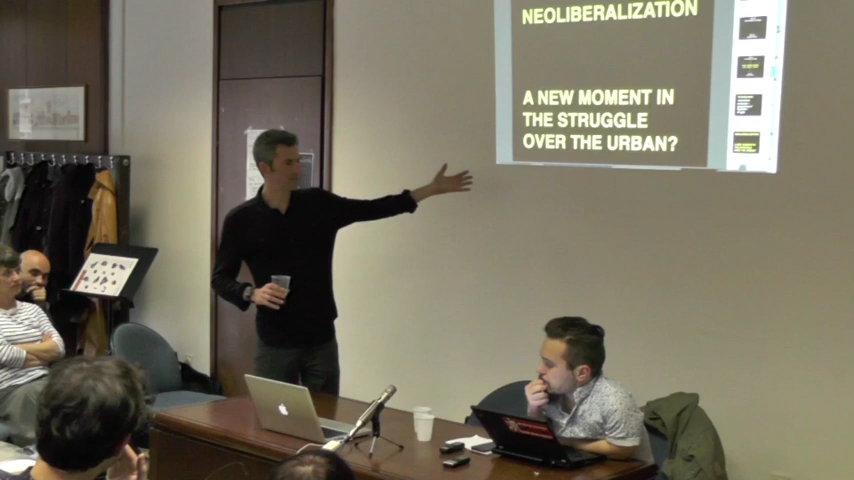 NEOLIBERALIZATION
A NEW MOMENT IN
THE STRUGGLE
OVER THE URBAN?